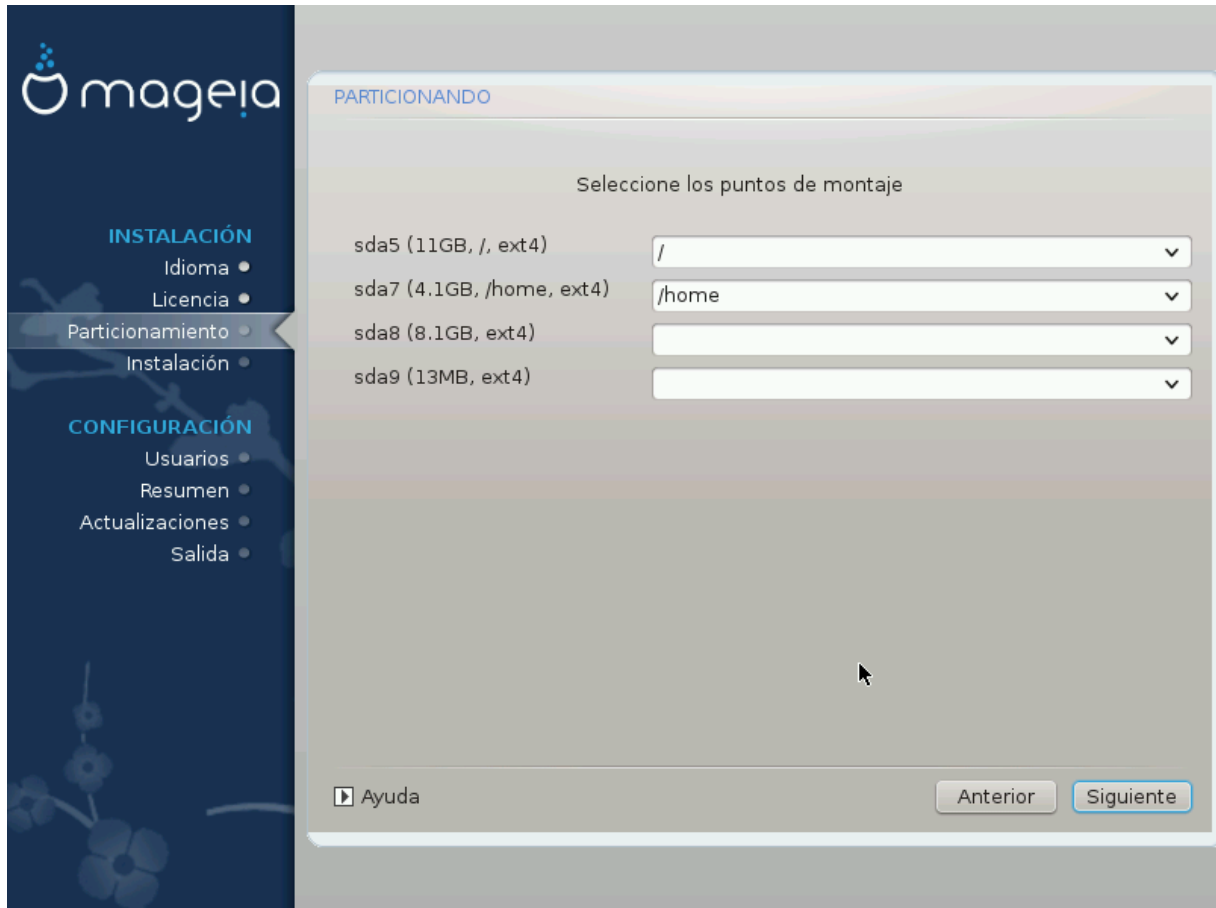 mageia
INSTALACIÓN
Idioma
Licencia
Particionamiento
Instalación
CONFIGURACIÓN
Usuarios
Resumen
Actualizaciones
Salida
PARTICIONANDO
Seleccione los puntos de montaje
sda5 (11GB, /, ext4) /
sda7 (4.1GB, /home, ext4) /home
sda8 (8.1GB, ext4)
sda9 (13MB, ext4)
Ayuda Anterior Siguiente